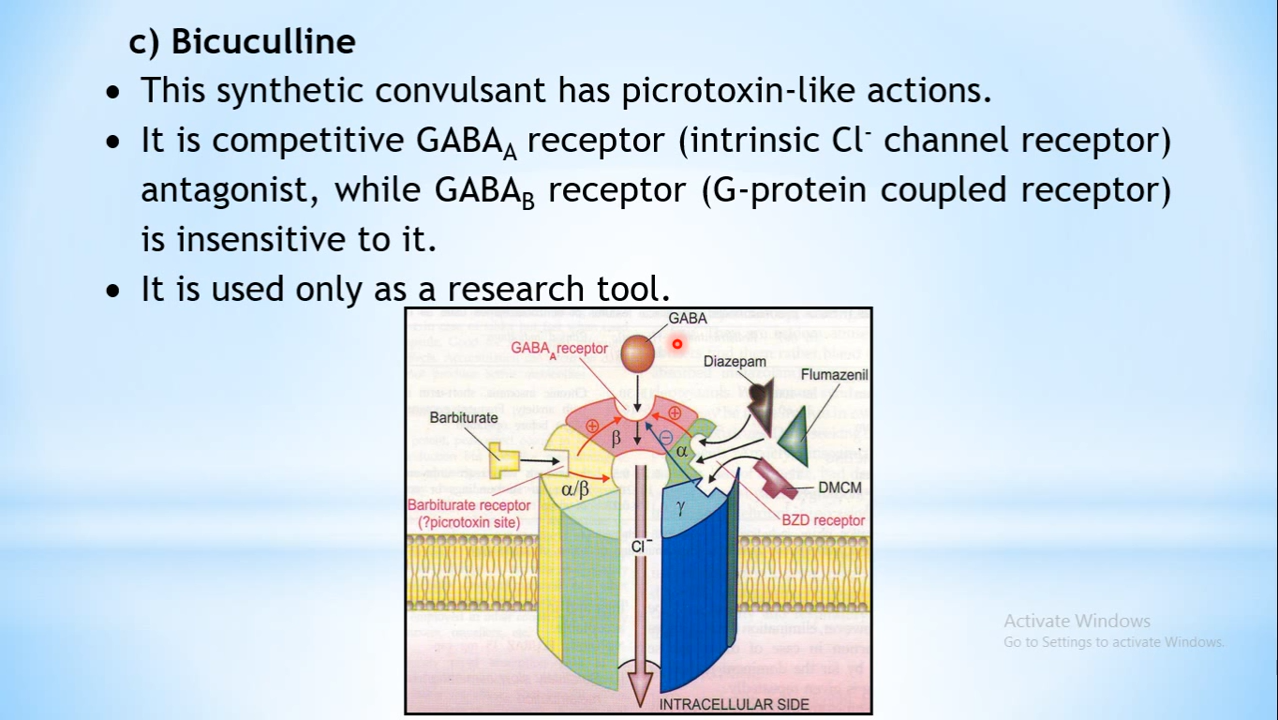 c) Bicuculline
• This synthetic convulsant has picrotoxin-like actions.
• It is competitive GABAA receptor (intrinsic Cl- channel receptor)
antagonist, while GABAB receptor (G-protein coupled receptor)
is insensitive to it.
• It is used only as a research tool.
GABA
GABAA receptor
Diazepam
Flumazenil
Barbiturate
β
α
α/β
DMCM
Barbiturate receptor
(?picrotoxin site)
γ
BZD receptor
Cl-
INTRACELLULAR SIDE
Activate Windows
Go to Settings to activate Windows.